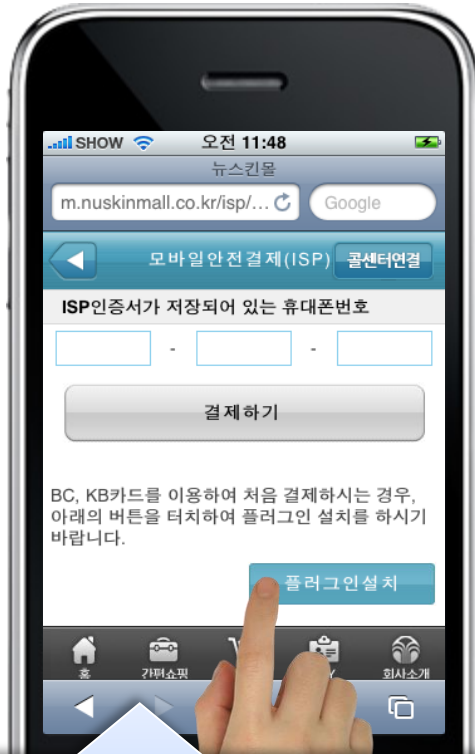 SHOW 오전 11:48
뉴스킨몰
m.nuskinmall.co.kr/isp/... Google
모바일안전결제(ISP) 콜센터연결
ISP인증서가 저장되어 있는 휴대폰번호
- -
결제하기
BC, KB카드를 이용하여 처음 결제하시는 경우,
아래의 버튼을 터치하여 플러그인 설치를 하시기
바랍니다.
플러그인설치
홈 간편쇼핑 회사소개